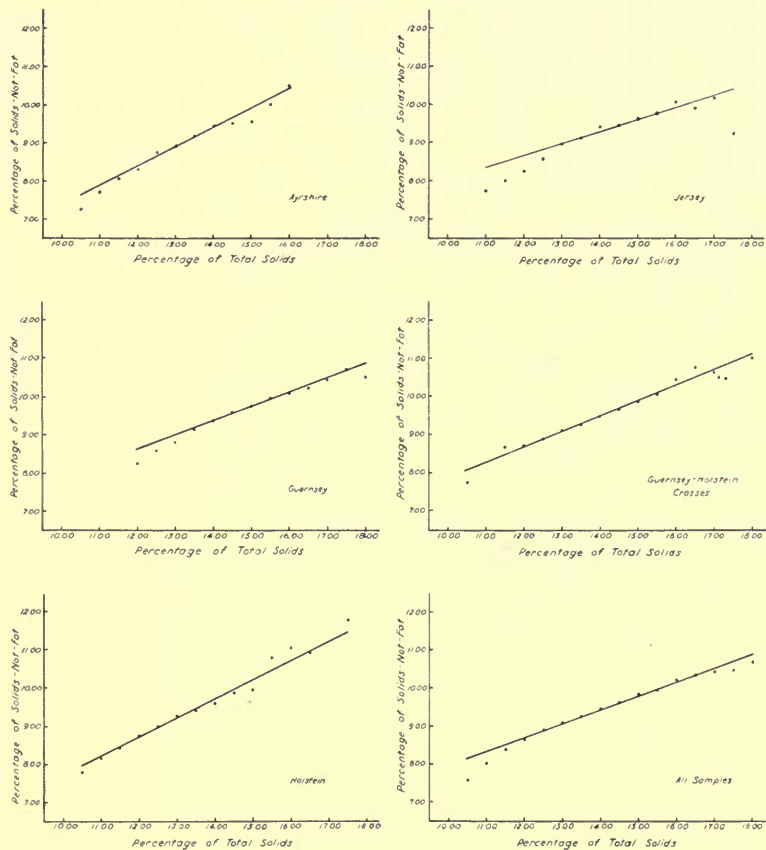 12.00
11.00
10.00
9.00
8.00
7.00
Percentage of Solids-Not-Fat
Ayrshire
10.00 11.00 12.00 13.00 14.00 15.00 16.00 17.00 18.00
Percentage of Total Solids
12.00
11.00
10.00
9.00
8.00
7.00
Percentage of Solids-Not-Fat
Jersey
10.00 11.00 12.00 13.00 14.00 15.00 16.00 17.00 18.00
Percentage of Total Solids
12.00
11.00
10.00
9.00
8.00
7.00
Percentage of Solids-Not Fat
Guernsey
10.00 11.00 12.00 13.00 14.00 15.00 16.00 17.00 18.00
Percentage of Total Solids
12.00
11.00
10.00
9.00
8.00
7.00
Percentage of Solids-Not-Fat
Guernsey-Holstein
Crosses
10.00 11.00 12.00 13.00 14.00 15.00 16.00 17.00 18.00
Percentage of Total Solids
12.00
11.00
10.00
9.00
8.00
7.00
Percentage of Solids-Not-Fat
Holstein
10.00 11.00 12.00 13.00 14.00 15.00 16.00 17.00 18.00
Percentage of Total Solids
12.00
11.00
10.00
9.00
8.00
7.00
Percentage of Solids-Not-Fat
All Samples
10.00 11.00 12.00 13.00 14.00 15.00 16.00 17.00 18.00
Percentage of Total Solids